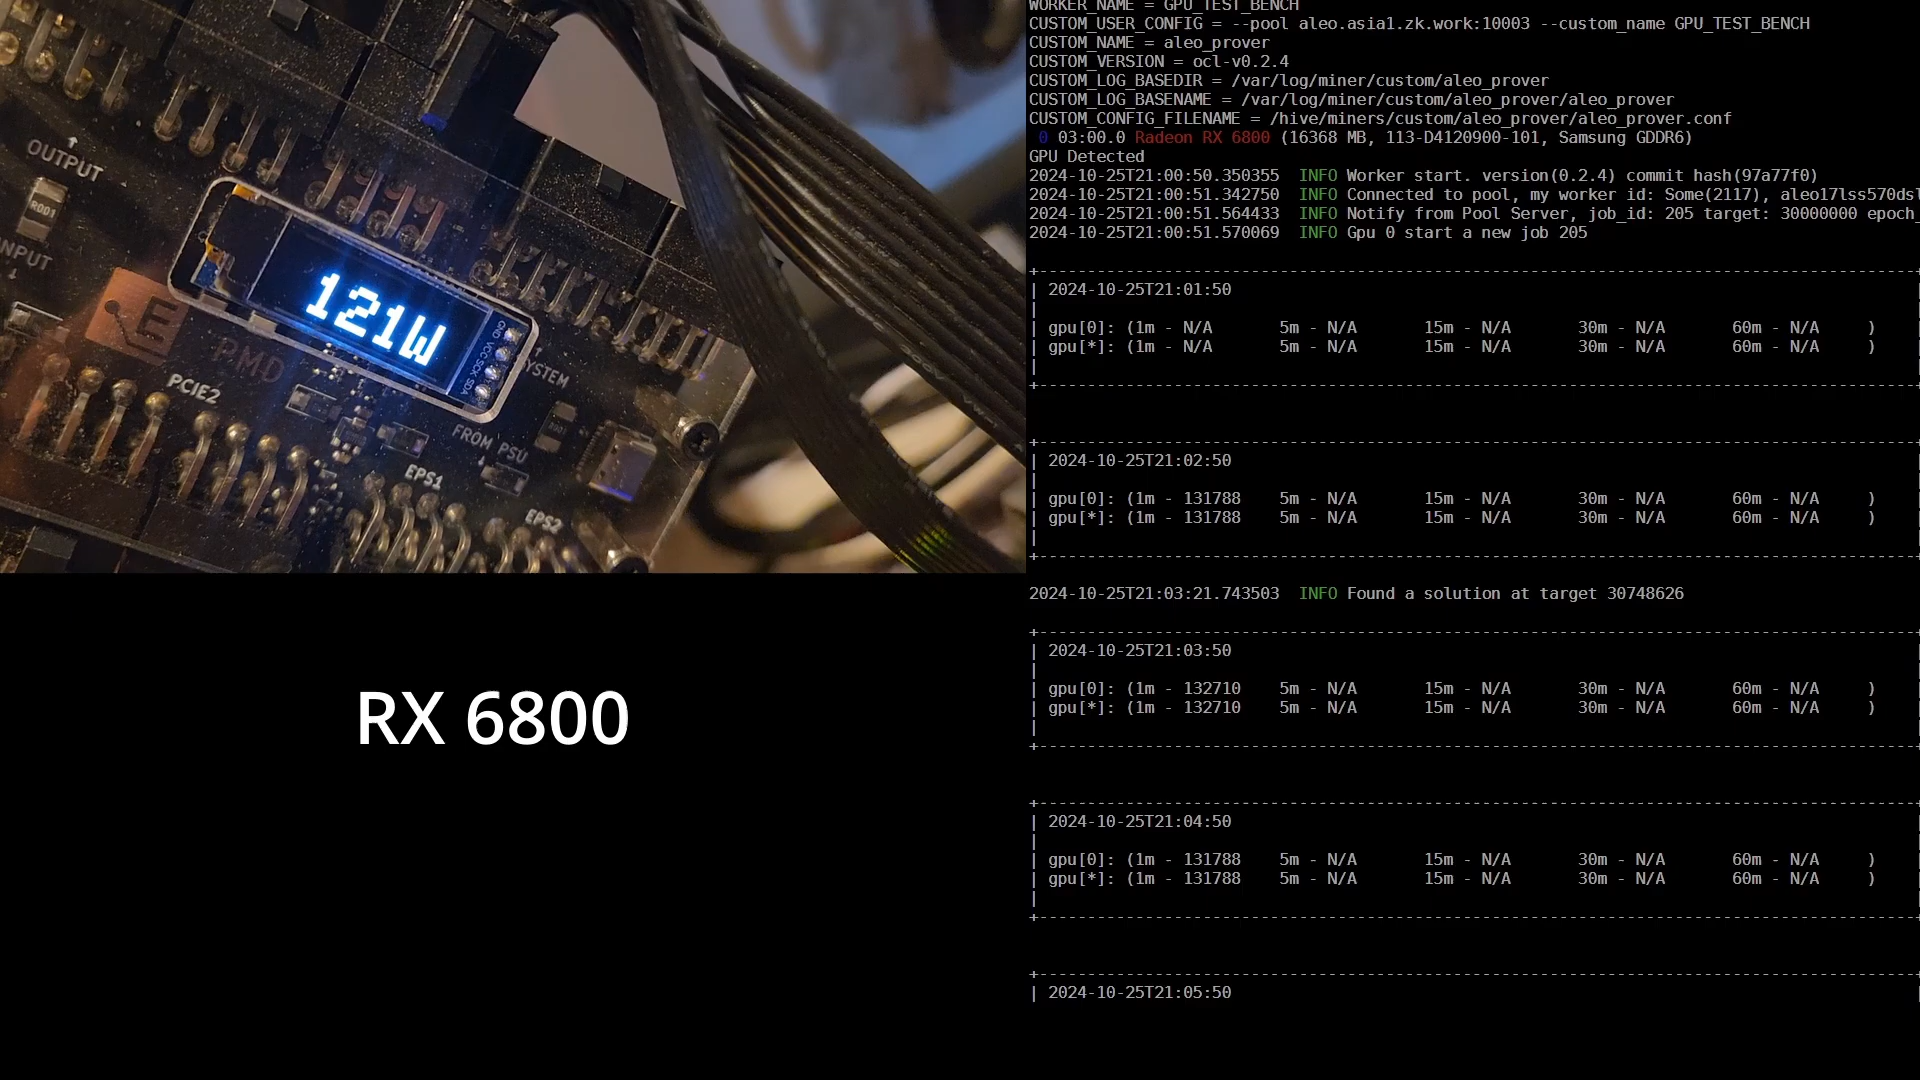 OUTPUT
R001
INPUT
121W
GND VCC SCK SDA
SYSTEM
PMD
PCIE2
FROM PSU
EPS1
EPS2
RX 6800
WORKER_NAME = GPU_TEST_BENCH
CUSTOM_USER_CONFIG = --pool aleo.asia1.zk.work:10003 --custom_name GPU_TEST_BENCH
CUSTOM_NAME = aleo_prover
CUSTOM_VERSION = ocl-v0.2.4
CUSTOM_LOG_BASEDIR = /var/log/miner/custom/aleo_prover
CUSTOM_LOG_BASENAME = /var/log/miner/custom/aleo_prover/aleo_prover
CUSTOM_CONFIG_FILENAME = /hive/miners/custom/aleo_prover/aleo_prover.conf
0 03:00.0 Radeon RX 6800 (16368 MB, 113-D4120900-101, Samsung GDDR6)
GPU Detected
2024-10-25T21:00:50.350355 INFO Worker start. version(0.2.4) commit hash(97a77f0)
2024-10-25T21:00:51.342750 INFO Connected to pool, my worker id: Some(2117), aleo17lss570dsl
2024-10-25T21:00:51.564433 INFO Notify from Pool Server, job_id: 205 target: 30000000 epoch_
2024-10-25T21:00:51.570069 INFO Gpu 0 start a new job 205
| 2024-10-25T21:01:50 |
| gpu[0]: (1m - N/A 5m - N/A 15m - N/A 30m - N/A 60m - N/A )
| gpu[*]: (1m - N/A 5m - N/A 15m - N/A 30m - N/A 60m - N/A )
| 2024-10-25T21:02:50 |
| gpu[0]: (1m - 131788 5m - N/A 15m - N/A 30m - N/A 60m - N/A )
| gpu[*]: (1m - 131788 5m - N/A 15m - N/A 30m - N/A 60m - N/A )
2024-10-25T21:03:21.743503 INFO Found a solution at target 30748626
| 2024-10-25T21:03:50 |
| gpu[0]: (1m - 132710 5m - N/A 15m - N/A 30m - N/A 60m - N/A )
| gpu[*]: (1m - 132710 5m - N/A 15m - N/A 30m - N/A 60m - N/A )
| 2024-10-25T21:04:50 |
| gpu[0]: (1m - 131788 5m - N/A 15m - N/A 30m - N/A 60m - N/A )
| gpu[*]: (1m - 131788 5m - N/A 15m - N/A 30m - N/A 60m - N/A )
| 2024-10-25T21:05:50 |